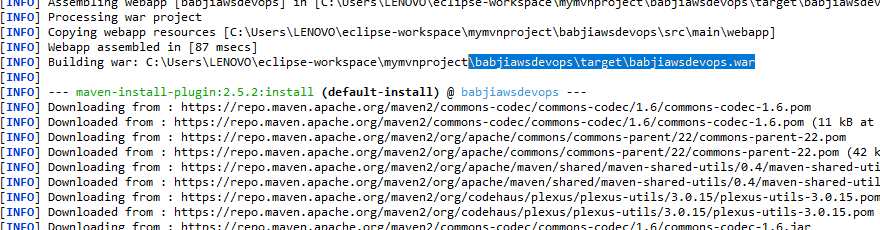 [INFO] Assembling webapp [babjiawsdevops] in [C:\Users\LENOVO\eclipse-workspace\mymvnproject\babjiawsdevops\target\babjiawsdevops
[INFO] Processing war project
[INFO] Copying webapp resources [C:\Users\LENOVO\eclipse-workspace\mymvnproject\babjiawsdevops\src\main\webapp]
[INFO] Webapp assembled in [87 msecs]
[INFO] Building war: C:\Users\LENOVO\eclipse-workspace\mymvnproject\babjiawsdevops\target\babjiawsdevops.war
[INFO]
[INFO] --- maven-install-plugin:2.5.2:install (default-install) @ babjiawsdevops ---
[INFO] Downloading from : https://repo.maven.apache.org/maven2/commons-codec/commons-codec/1.6/commons-codec-1.6.pom
[INFO] Downloaded from : https://repo.maven.apache.org/maven2/commons-codec/commons-codec/1.6/commons-codec-1.6.pom (11 kB at
[INFO] Downloading from : https://repo.maven.apache.org/maven2/org/apache/commons/commons-parent/22/commons-parent-22.pom
[INFO] Downloaded from : https://repo.maven.apache.org/maven2/org/apache/commons/commons-parent/22/commons-parent-22.pom (42 k
[INFO] Downloading from : https://repo.maven.apache.org/maven2/org/apache/maven/shared/maven-shared-utils/0.4/maven-shared-uti
[INFO] Downloaded from : https://repo.maven.apache.org/maven2/org/apache/maven/shared/maven-shared-utils/0.4/maven-shared-util
[INFO] Downloading from : https://repo.maven.apache.org/maven2/org/codehaus/plexus/plexus-utils/3.0.15/plexus-utils-3.0.15.pom
[INFO] Downloaded from : https://repo.maven.apache.org/maven2/org/codehaus/plexus/plexus-utils/3.0.15/plexus-utils-3.0.15.pom
[INFO] Downloading from : https://repo.maven.apache.org/maven2/commons-codec/commons-codec/1.6/commons-codec-1.6.jar